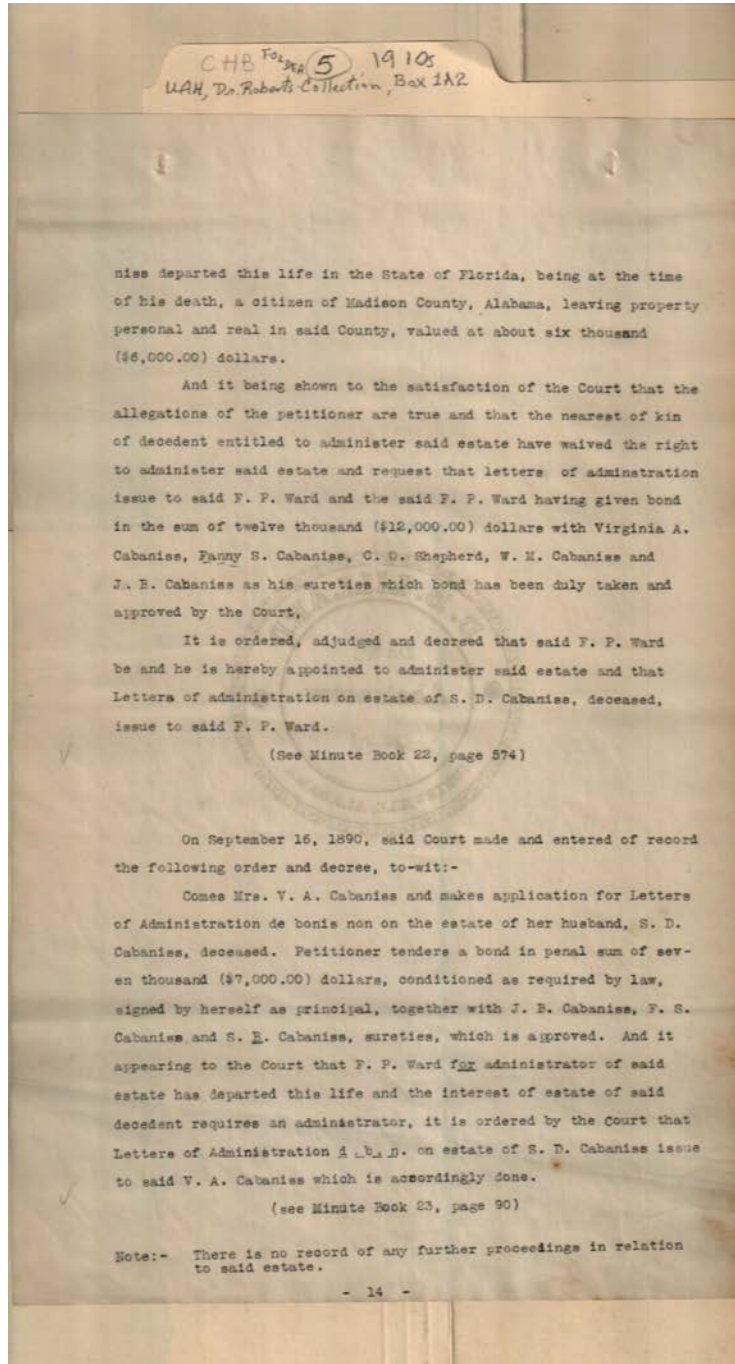 CHB Folder 5 1910s
UAH, Dr. Roberts Collection, Box 1&2
niss departed this life in the State of Florida, being at the time
of his death, a citizen of Madison County, Alabama, leaving property
personal and real in said County, valued at about six thousand
($6,000.00) dollars.
And it being shown to the satisfaction of the Court that the
allegations of the petitioner are true and that the nearest of kin
of decedent entitled to administer said estate have waived the right
to administer said estate and request that letters of adminstration
issue to said F. P. Ward and the said F. P. Ward having given bond
in the sum of twelve thousand ($12,000.00) dollars with Virginia A.
Cabaniss, Fanny S. Cabaniss, C. O. Shepherd, W. M. Cabaniss and
J. B. Cabaniss as his sureties which bond has been duly taken and
approved by the Court,
It is ordered, adjudged and decreed that said F. P. Ward
be and he is hereby appointed to administer said estate and that
Letters of administration on estate of S. D. Cabaniss, deceased,
issue to said F. P. Ward.
(See Minute Book 22, page 574)
On September 16, 1890, said Court made and entered of record
the following order and decree, to-wit:-
Comes Mrs. V. A. Cabaniss and makes application for Letters
of Administration de bonis non on the estate of her husband, S. D.
Cabaniss, deceased. Petitioner tenders a bond in penal sum of sev-
en thousand ($7,000.00) dollars, conditioned as required by law,
signed by herself as principal, together with J. B. Cabaniss, F. S.
Cabaniss and S. B. Cabaniss, sureties, which is approved. And it
appearing to the Court that F. P. Ward for administrator of said
estate has departed this life and the interest of estate of said
decedent requires an administrator, it is ordered by the Court that
Letters of Administration d. b. n. on estate of S. D. Cabaniss issue
to said V. A. Cabaniss which is accordingly done.
(see Minute Book 23, page 90)
Note:- There is no record of any further proceedings in relation
to said estate.
- 14 -